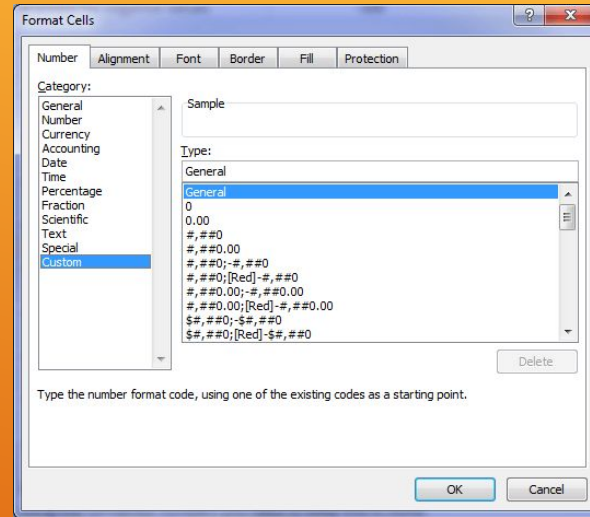 Format Cells
Number Alignment Font Border Fill Protection
Category:
General
Number
Currency
Accounting
Date
Time
Percentage
Fraction
Scientific
Text
Special
Custom
Sample
Type:
General
General
0
0.00
#,##0
#,##0.00
#,##0;-#,##0
#,##0;[Red]-#,##0
#,##0.00;-#,##0.00
#,##0.00;[Red]-#,##0.00
$#,##0;-$#,##0
$#,##0;[Red]-$#,##0
Delete
Type the number format code, using one of the existing codes as a starting point.
OK Cancel